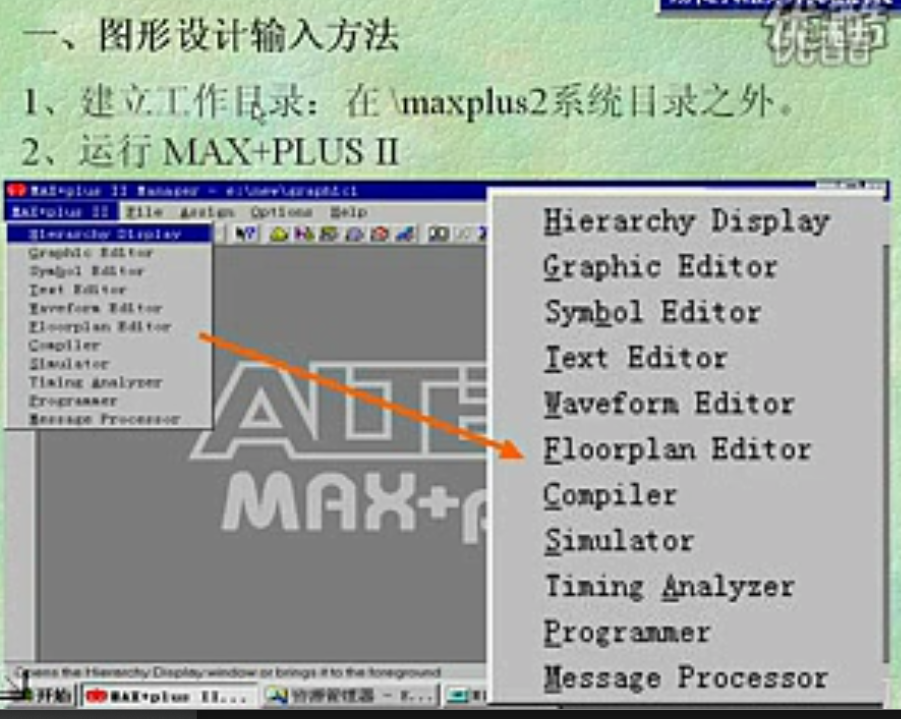 优酷
一、图形设计输入方法
1、建立工作目录：在\maxplus2系统目录之外。
2、运行 MAX+PLUS II
MAX+plus II Manager - e:\new\graphic1
MAX+plus II File Assign Options Help
Hierarchy Display
Graphic Editor
Symbol Editor
Text Editor
Waveform Editor
Floorplan Editor
Compiler
Simulator
Timing Analyzer
Programmer
Message Processor
ALTE
MAX+p
Hierarchy Display
Graphic Editor
Symbol Editor
Text Editor
Waveform Editor
Floorplan Editor
Compiler
Simulator
Timing Analyzer
Programmer
Message Processor
Opens the Hierarchy Display window or brings it to the foreground
开始 MAX+plus II... 资源管理器 -